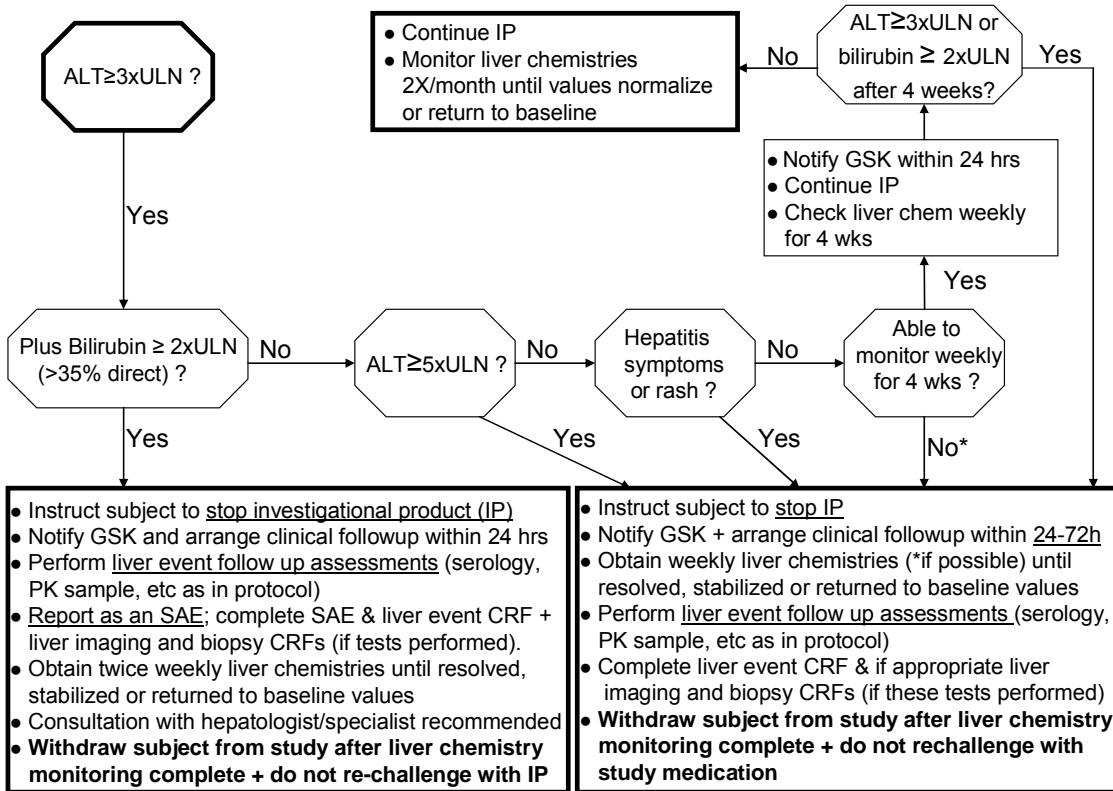 ALT≥3xULN ?
Yes
● Continue IP
● Monitor liver chemistries
2X/month until values normalize
or return to baseline
No
ALT≥3xULN or
bilirubin ≥ 2xULN
after 4 weeks?
Yes
● Notify GSK within 24 hrs
● Continue IP
● Check liver chem weekly
for 4 wks
Yes
Plus Bilirubin ≥ 2xULN
(>35% direct) ?
No
ALT≥5xULN ?
No
Hepatitis
symptoms
or rash ?
No
Able to
monitor weekly
for 4 wks ?
Yes
Yes
Yes
No*
● Instruct subject to stop investigational product (IP)
● Notify GSK and arrange clinical followup within 24 hrs
● Perform liver event follow up assessments (serology,
PK sample, etc as in protocol)
● Report as an SAE; complete SAE & liver event CRF +
liver imaging and biopsy CRFs (if tests performed).
● Obtain twice weekly liver chemistries until resolved,
stabilized or returned to baseline values
● Consultation with hepatologist/specialist recommended
● Withdraw subject from study after liver chemistry
monitoring complete + do not re-challenge with IP
● Instruct subject to stop IP
● Notify GSK + arrange clinical followup within 24-72h
● Obtain weekly liver chemistries (*if possible) until
resolved, stabilized or returned to baseline values
● Perform liver event follow up assessments (serology,
PK sample, etc as in protocol)
● Complete liver event CRF & if appropriate liver
imaging and biopsy CRFs (if these tests performed)
● Withdraw subject from study after liver chemistry
monitoring complete + do not rechallenge with
study medication